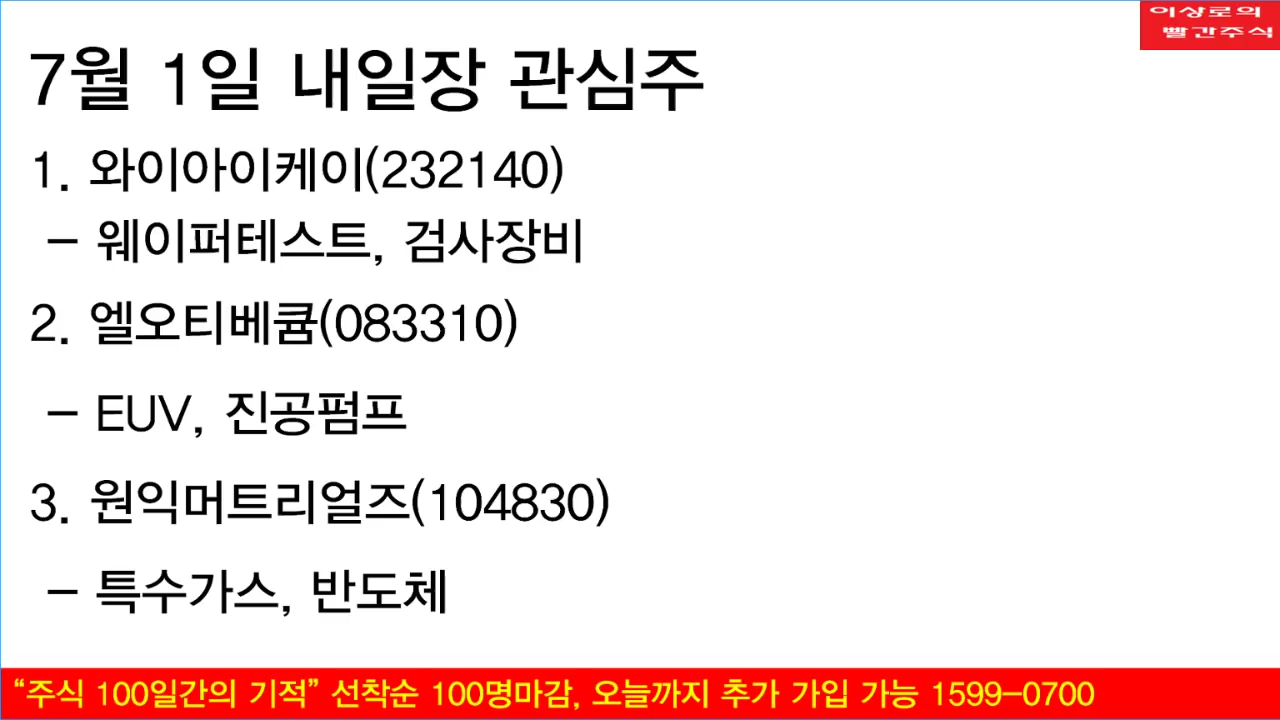 이상로의
빨간주식
7월 1일 내일장 관심주
1. 와이아이케이(232140)
- 웨이퍼테스트, 검사장비
2. 엘오티베큠(083310)
- EUV, 진공펌프
3. 원익머트리얼즈(104830)
- 특수가스, 반도체
“주식 100일간의 기적” 선착순 100명마감, 오늘까지 추가 가입 가능 1599-0700